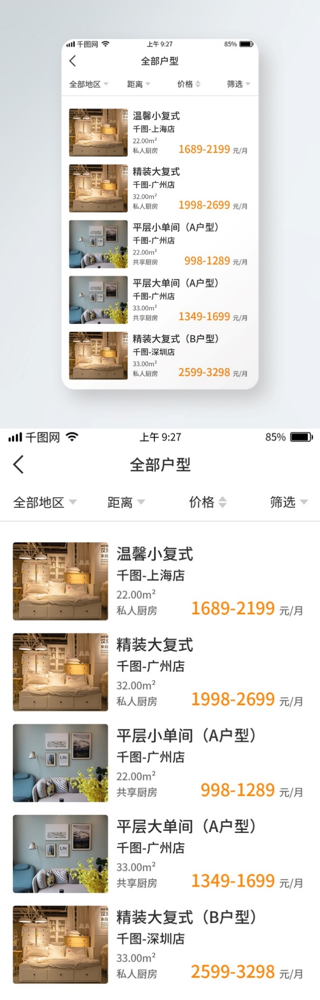 千图网 上午 9:27 85%
全部户型
全部地区 距离 价格 筛选
温馨小复式
千图-上海店
22.00m²
私人厨房 1689-2199 元/月
精装大复式
千图-广州店
32.00m²
私人厨房 1998-2699 元/月
平层小单间（A户型）
千图-广州店
22.00m²
共享厨房 998-1289 元/月
平层大单间（A户型）
千图-广州店
33.00m²
共享厨房 1349-1699 元/月
精装大复式（B户型）
千图-深圳店
33.00m²
私人厨房 2599-3298 元/月
千图网 上午 9:27 85%
全部户型
全部地区 距离 价格 筛选
温馨小复式
千图-上海店
22.00m²
私人厨房 1689-2199 元/月
精装大复式
千图-广州店
32.00m²
私人厨房 1998-2699 元/月
平层小单间（A户型）
Life
千图-广州店
22.00m²
共享厨房 998-1289 元/月
平层大单间（A户型）
Life
千图-广州店
33.00m²
共享厨房 1349-1699 元/月
精装大复式（B户型）
千图-深圳店
33.00m²
私人厨房 2599-3298 元/月